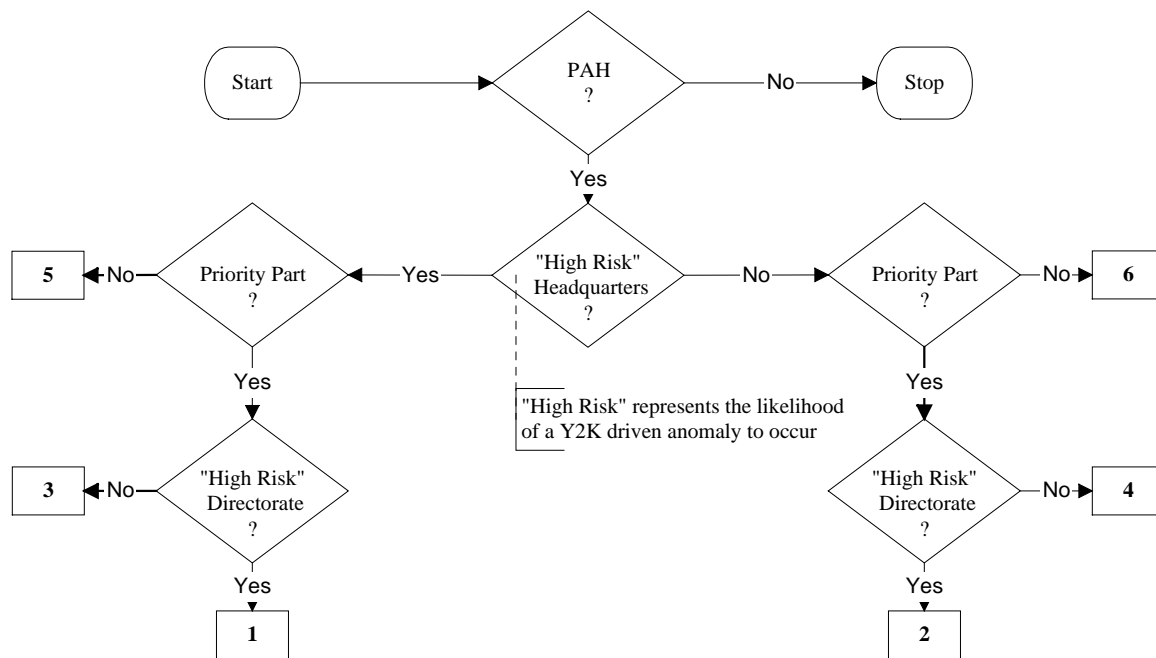 Start
PAH
?
No
Stop
Yes
5
No
Priority Part
?
Yes
"High Risk"
Headquarters
?
No
Priority Part
?
No
6
Yes
Yes
"High Risk" represents the likelihood
of a Y2K driven anomaly to occur
3
No
"High Risk"
Directorate
?
"High Risk"
Directorate
?
No
4
Yes
Yes
1
2